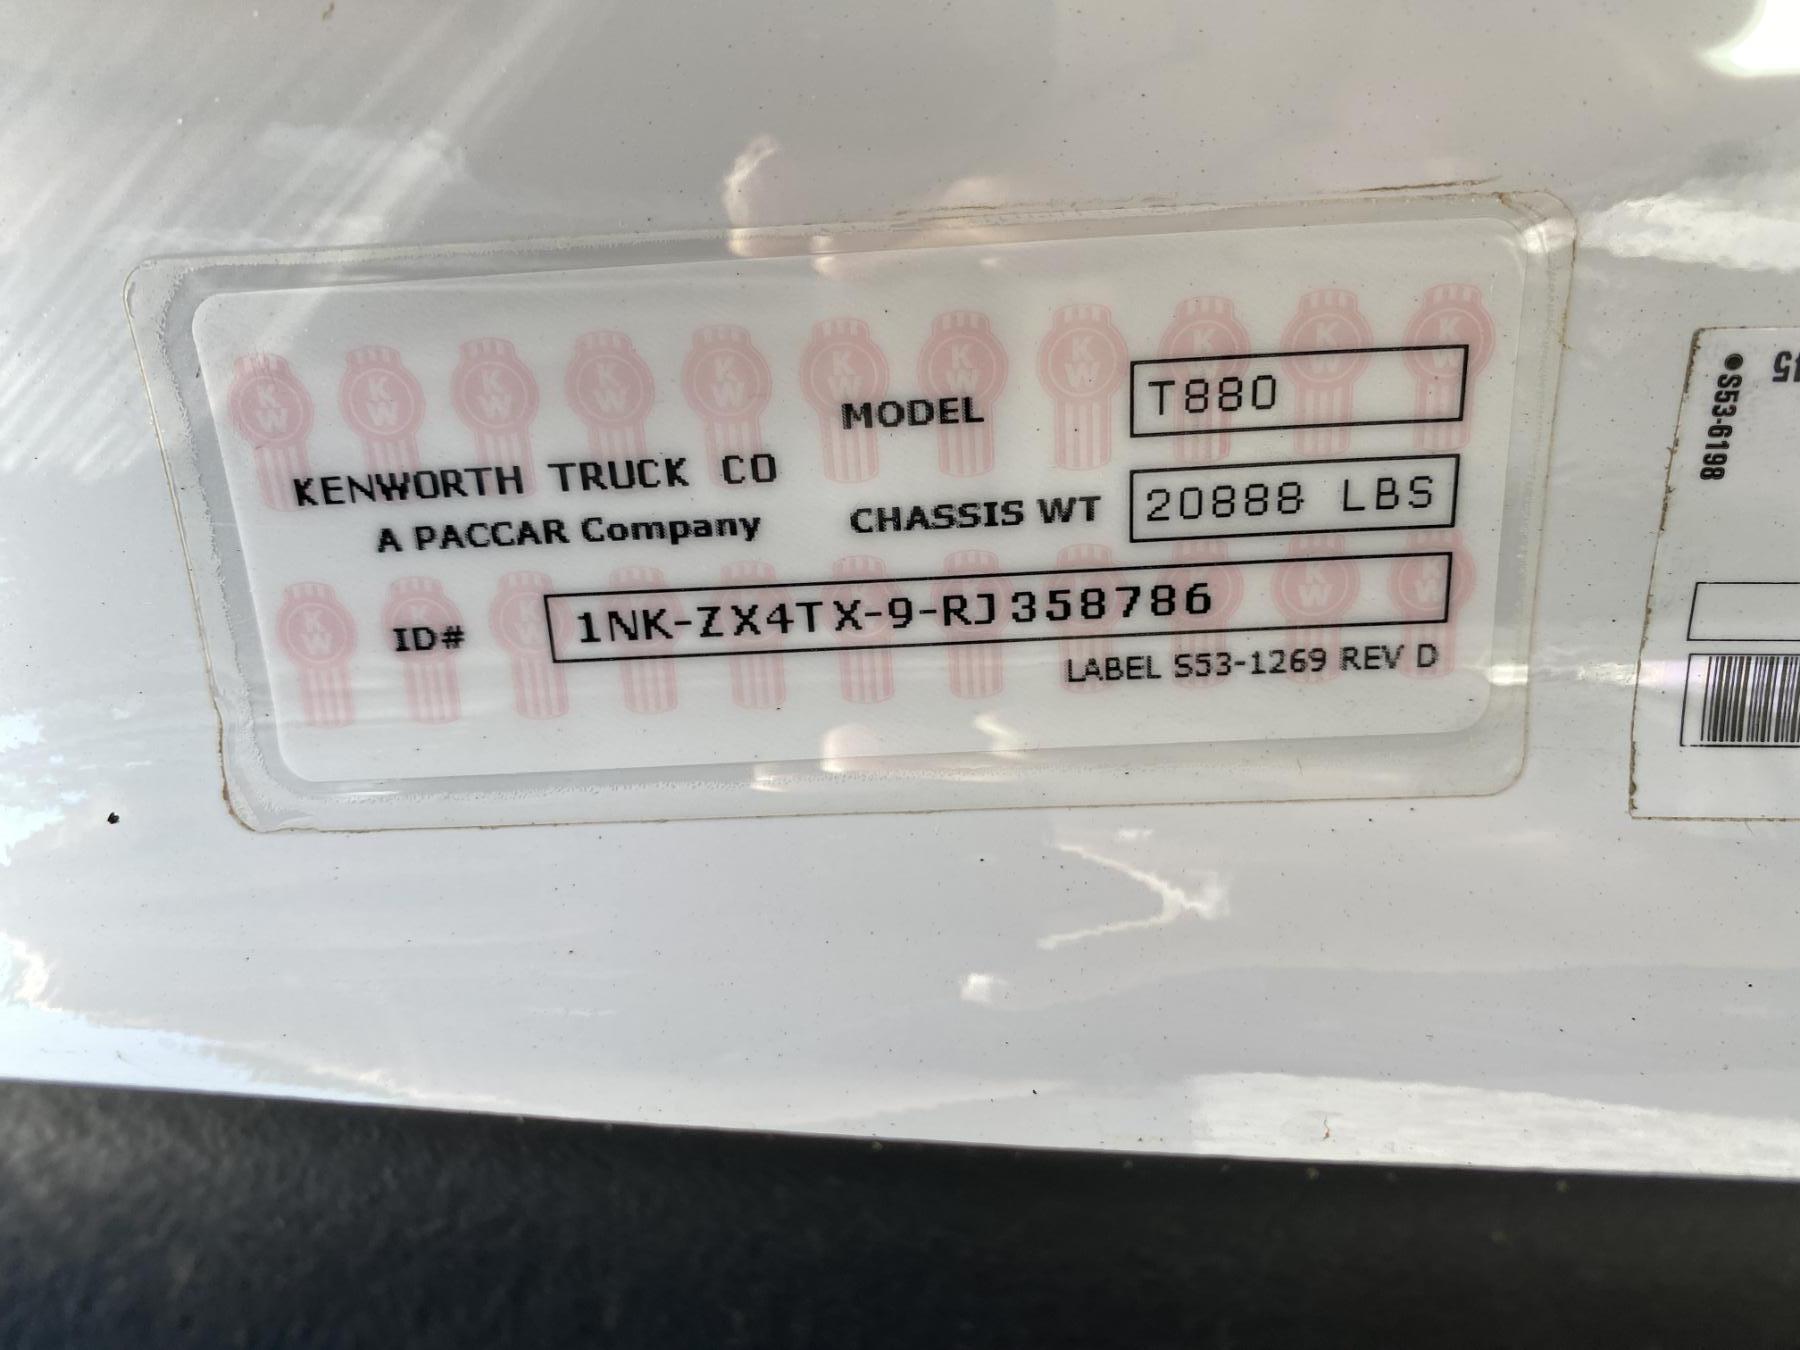 MODEL T880
KENWORTH TRUCK CO
A PACCAR Company
CHASSIS WT 20888 LBS
ID# 1NK-ZX4TX-9-RJ358786
LABEL S53-1269 REV D
S53-6198